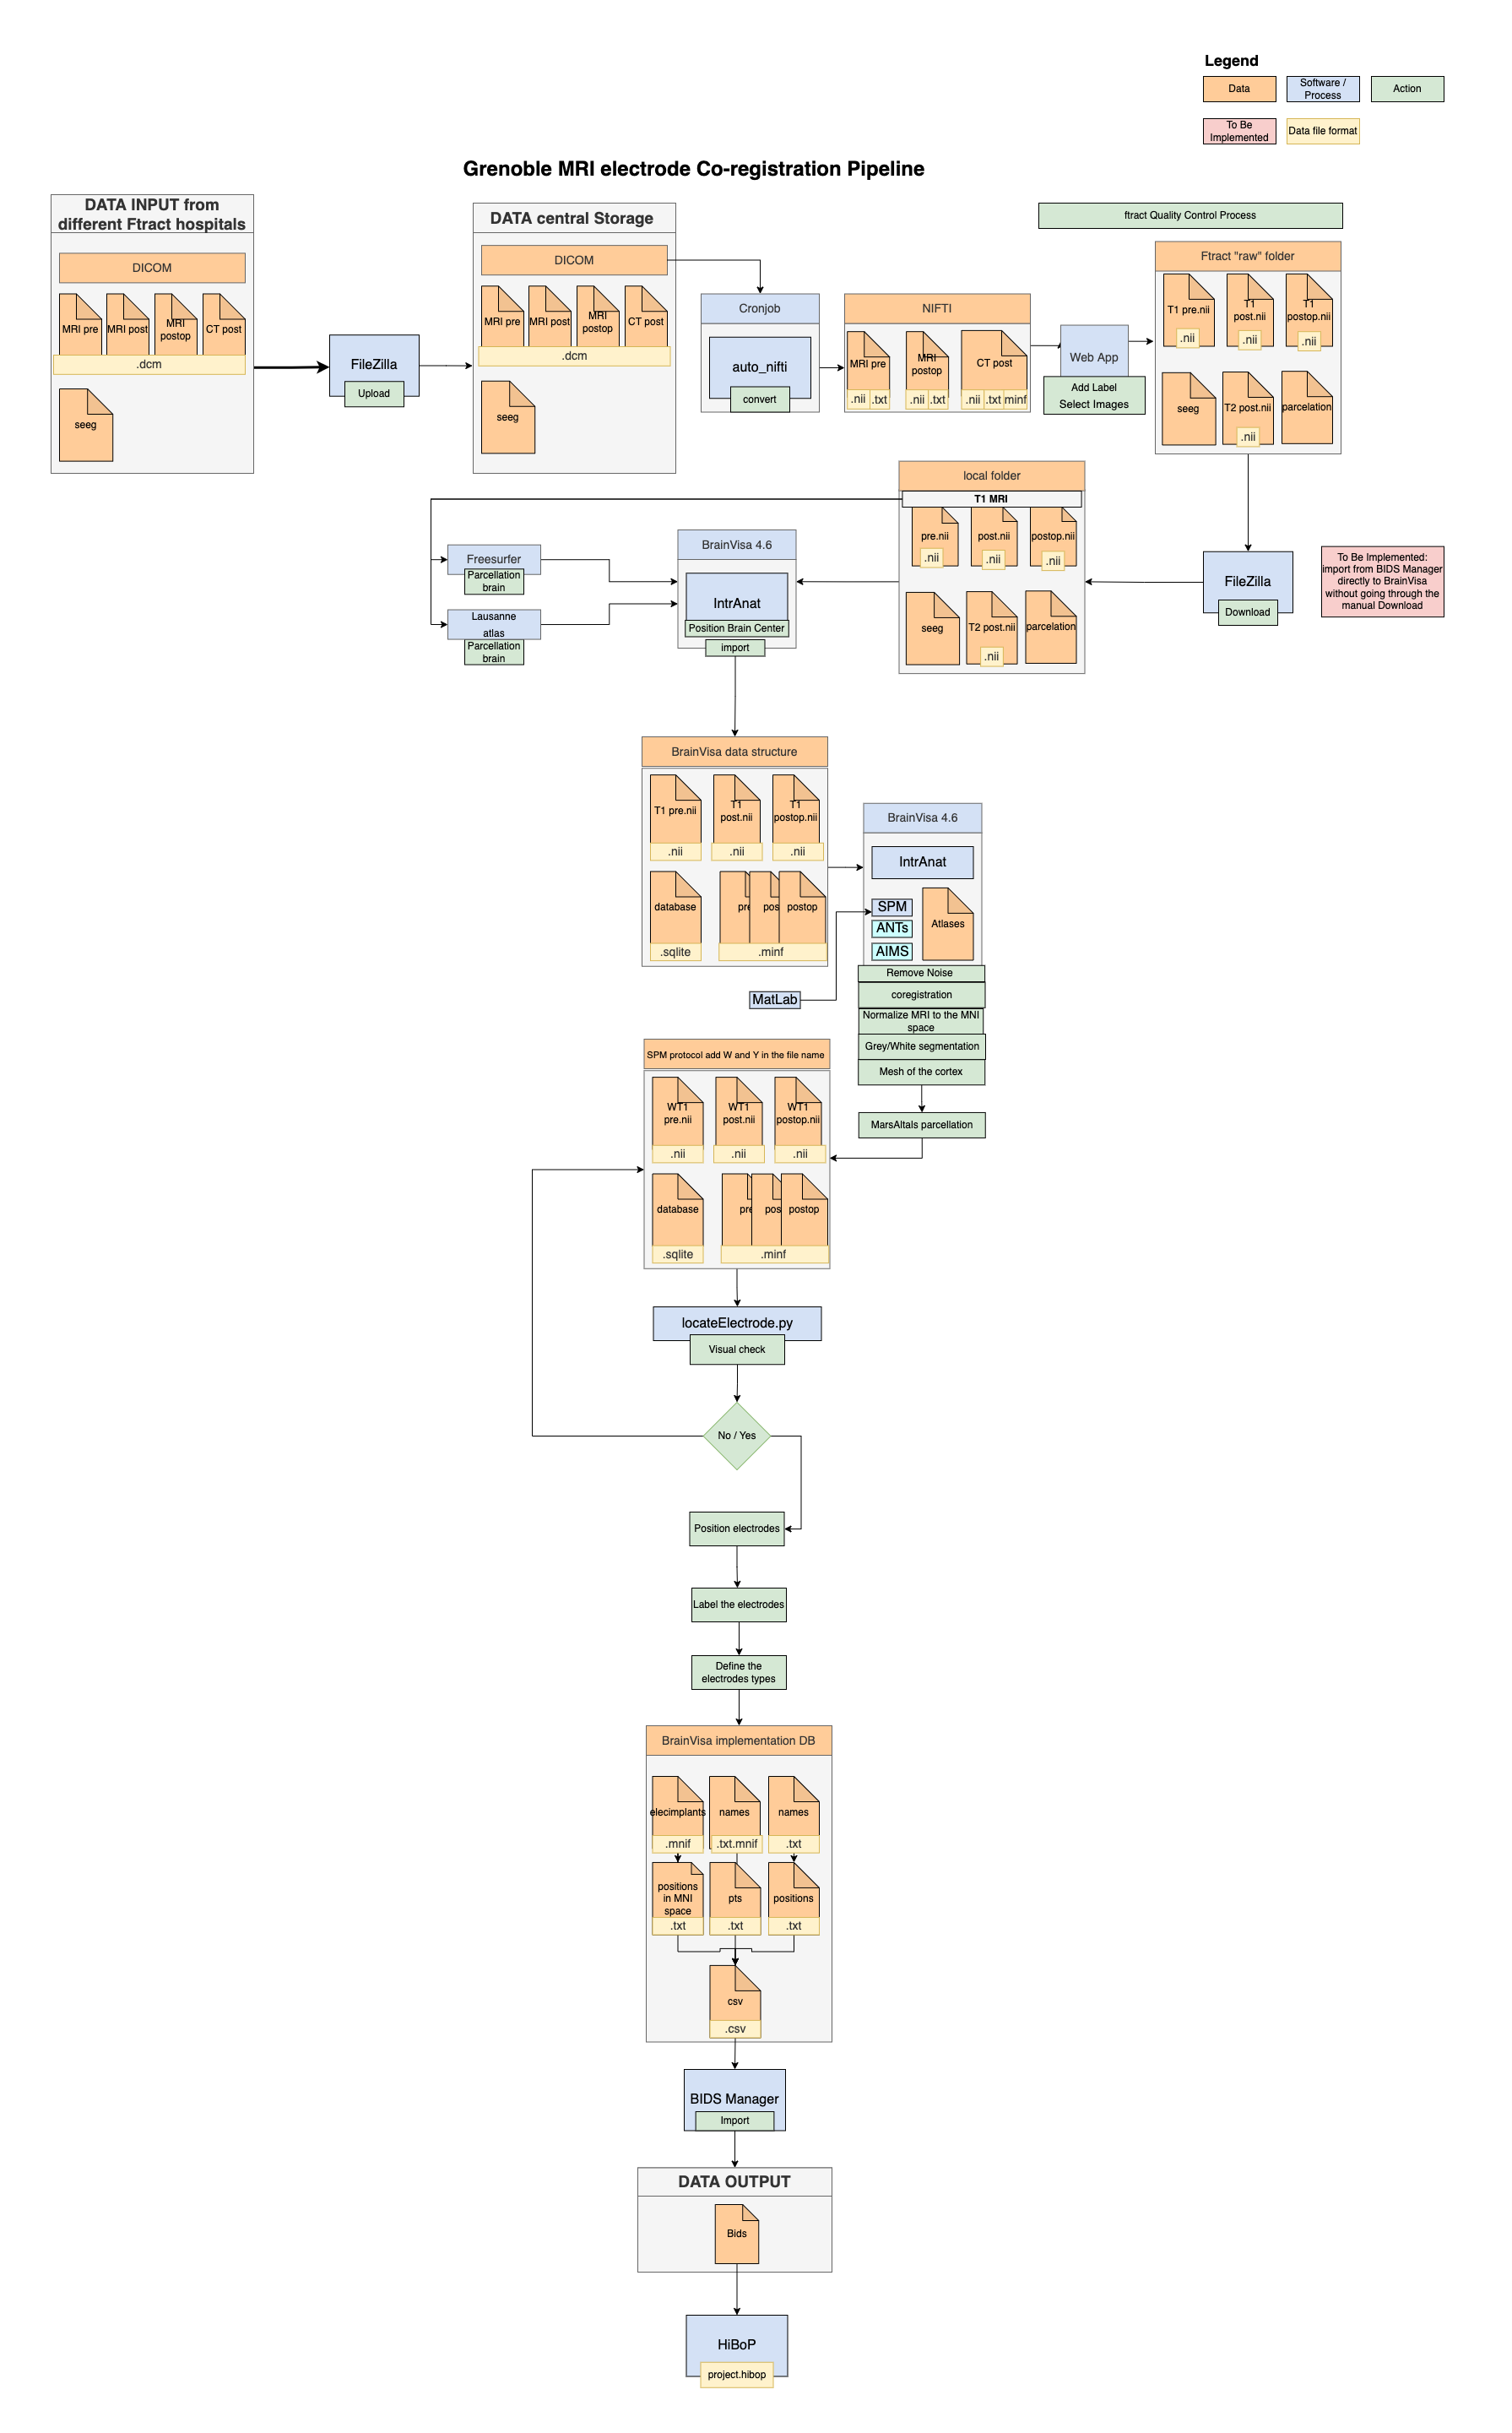 Legend
Data
Software /
Process
Action
To Be
Implemented
Data file format
Grenoble MRI electrode Co-registration Pipeline
DATA INPUT from
different Ftract hospitals
DICOM
MRI pre
MRI post
MRI
postop
CT post
.dcm
seeg
FileZilla
Upload
DATA central Storage
DICOM
MRI pre
MRI post
MRI
postop
CT post
.dcm
seeg
Cronjob
auto_nifti
convert
NIFTI
MRI pre
MRI
postop
CT post
.nii
.txt
.nii
.txt
.nii
.txt
minf
Web App
Add Label
Select Images
ftract Quality Control Process
Ftract "raw" folder
T1 pre.nii
T1
post.nii
T1
postop.nii
.nii
.nii
.nii
seeg
T2 post.nii
parcelation
.nii
FileZilla
Download
To Be Implemented:
import from BIDS Manager
directly to BrainVisa
without going through the
manual Download
local folder
T1 MRI
pre.nii
post.nii
postop.nii
.nii
.nii
.nii
seeg
T2 post.nii
parcelation
.nii
Freesurfer
Parcellation
brain
Lausanne
atlas
Parcellation
brain
BrainVisa 4.6
IntrAnat
Position Brain Center
import
BrainVisa data structure
T1 pre.nii
T1
post.nii
T1
postop.nii
.nii
.nii
.nii
database
pre
pos
postop
.sqlite
.minf
BrainVisa 4.6
IntrAnat
SPM
ANTs
AIMS
Atlases
MatLab
Remove Noise
coregistration
Normalize MRI to the MNI
space
Grey/White segmentation
Mesh of the cortex
MarsAltals parcellation
SPM protocol add W and Y in the file name
WT1
pre.nii
WT1
post.nii
WT1
postop.nii
.nii
.nii
.nii
database
pre
pos
postop
.sqlite
.minf
locateElectrode.py
Visual check
No / Yes
Position electrodes
Label the electrodes
Define the
electrodes types
BrainVisa implementation DB
elecimplants
names
names
.mnif
.txt.mnif
.txt
positions
in MNI
space
pts
positions
.txt
.txt
.txt
csv
.csv
BIDS Manager
Import
DATA OUTPUT
Bids
HiBoP
project.hibop